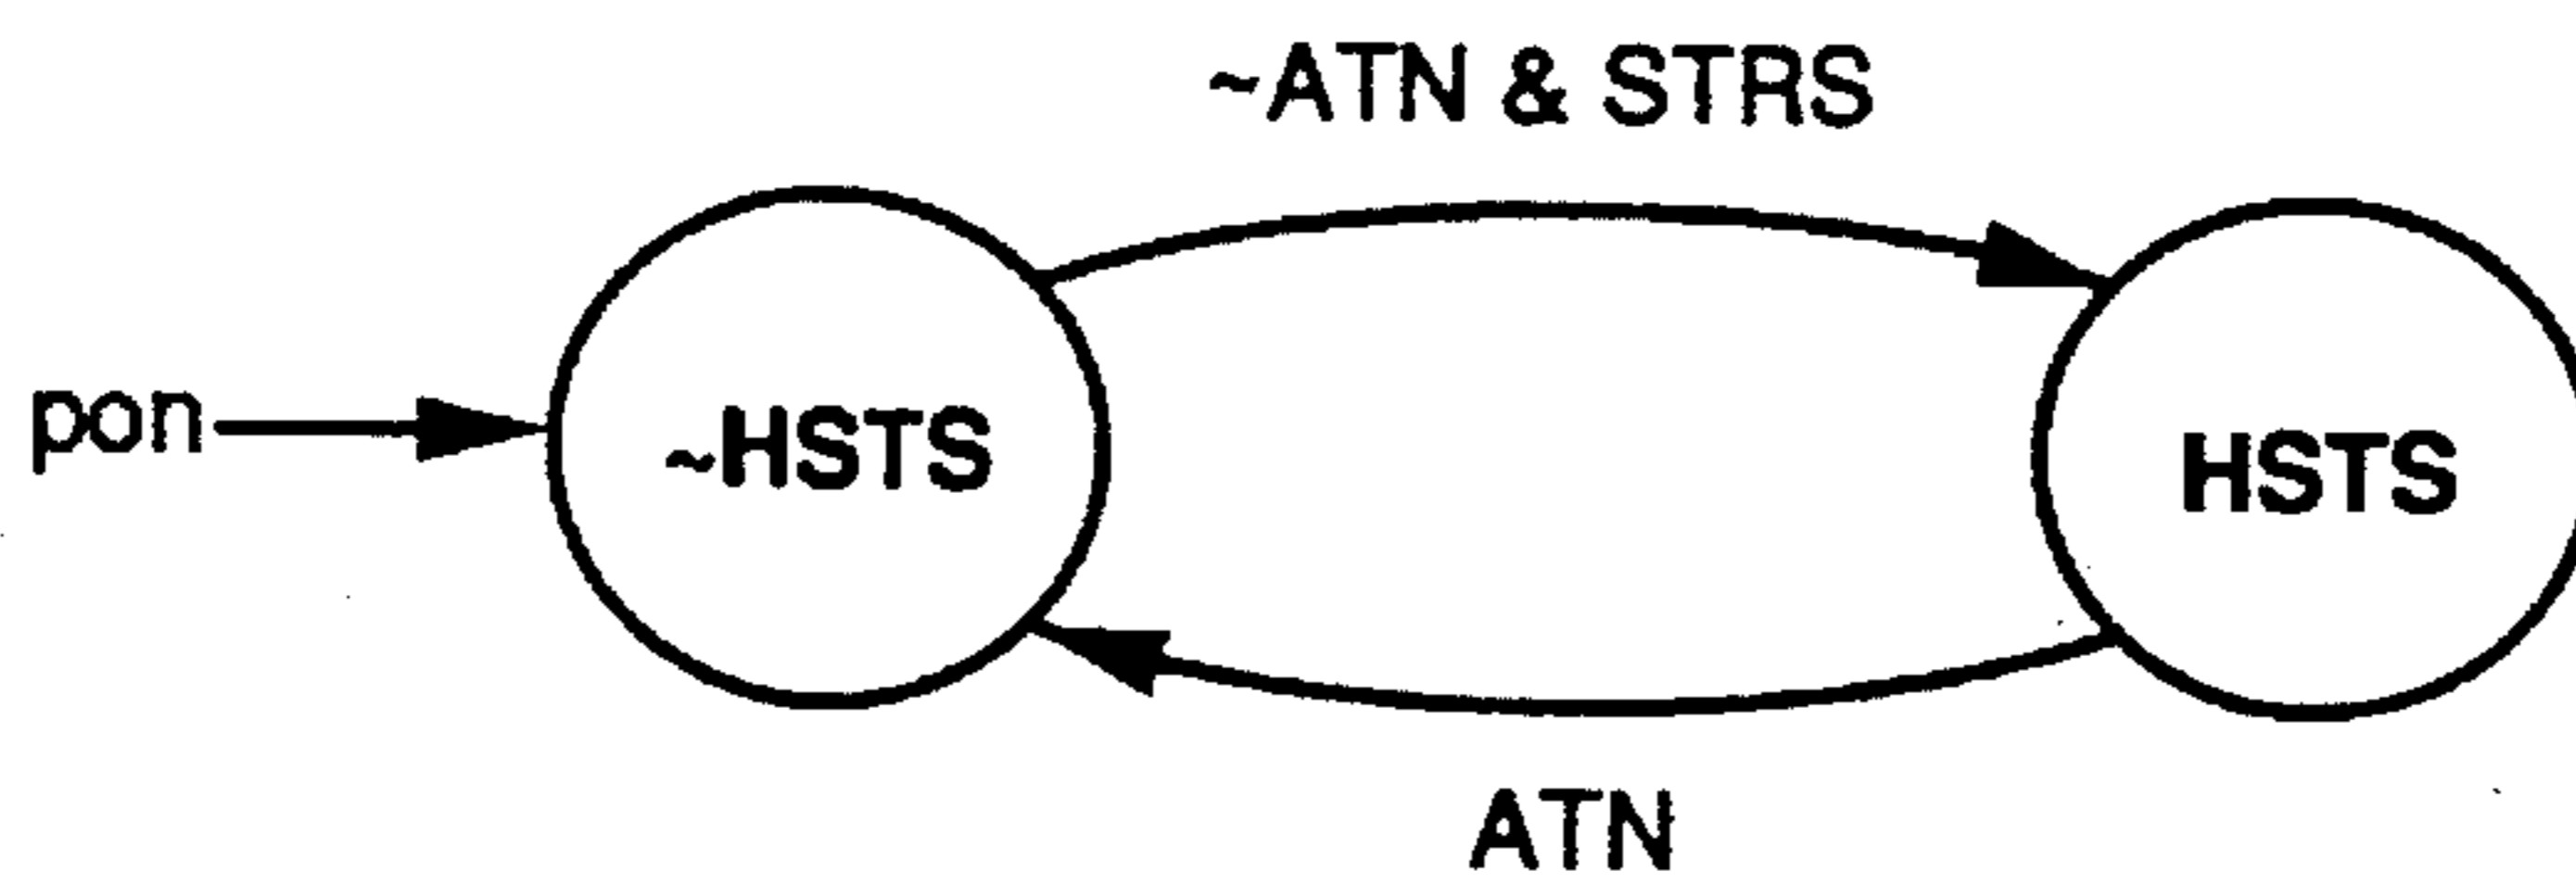 ~ATN & STRS
pon
~HSTS
HSTS
ATN